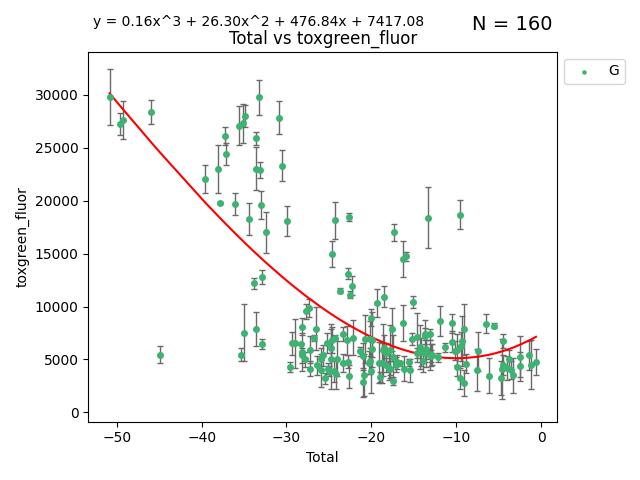 y = 0.16x^3 + 26.30x^2 + 476.84x + 7417.08
N = 160
Total vs toxgreen_fluor
G
30000
25000
20000
15000
10000
5000
0
toxgreen_fluor
−50
−40
−30
−20
−10
0
Total